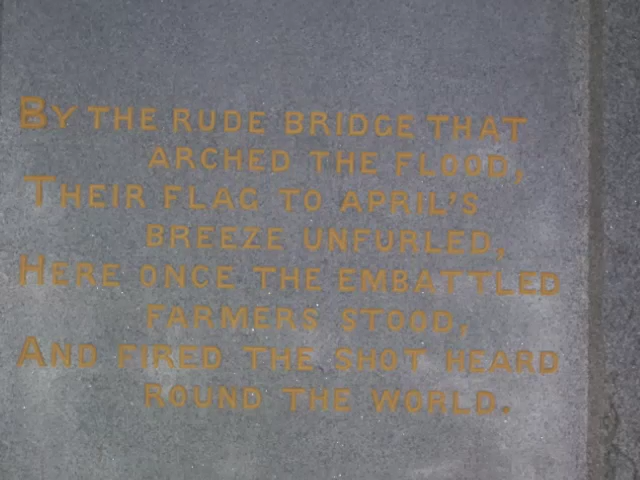 BY THE RUDE BRIDGE THAT
ARCHED THE FLOOD,
THEIR FLAG TO APRIL'S
BREEZE UNFURLED,
HERE ONCE THE EMBATTLED
FARMERS STOOD,
AND FIRED THE SHOT HEARD
ROUND THE WORLD.